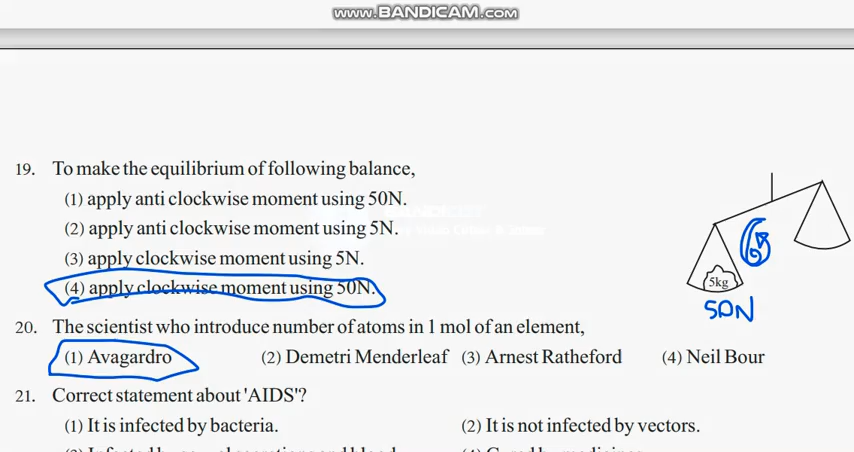 www.BANDICAM.com
19. To make the equilibrium of following balance,
(1) apply anti clockwise moment using 50N.
(2) apply anti clockwise moment using 5N.
(3) apply clockwise moment using 5N.
(4) apply clockwise moment using 50N.
5kg
50N
20. The scientist who introduce number of atoms in 1 mol of an element,
(1) Avagardro (2) Demetri Menderleaf (3) Arnest Ratheford (4) Neil Bour
21. Correct statement about 'AIDS'?
(1) It is infected by bacteria. (2) It is not infected by vectors.